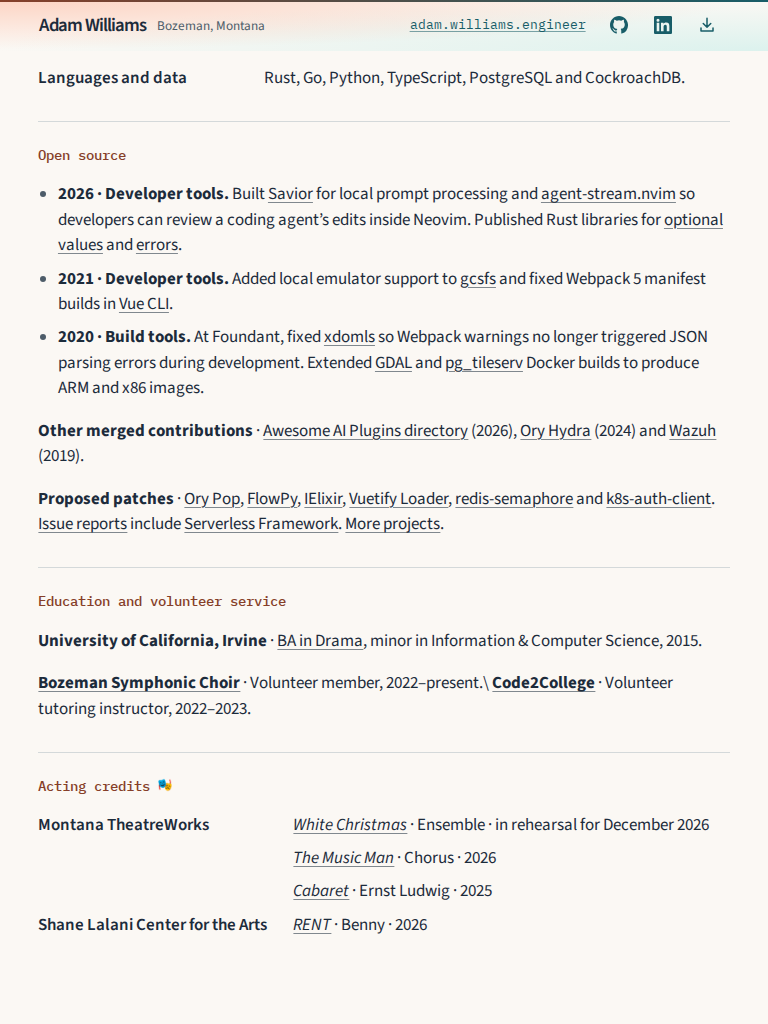 Adam Williams Bozeman, Montana adam.williams.engineer
Languages and data Rust, Go, Python, TypeScript, PostgreSQL and CockroachDB.
Open source
• 2026 · Developer tools. Built Savior for local prompt processing and agent-stream.nvim so
developers can review a coding agent’s edits inside Neovim. Published Rust libraries for optional
values and errors.
• 2021 · Developer tools. Added local emulator support to gcsfs and fixed Webpack 5 manifest
builds in Vue CLI.
• 2020 · Build tools. At Foundant, fixed xdomls so Webpack warnings no longer triggered JSON
parsing errors during development. Extended GDAL and pg_tileserv Docker builds to produce
ARM and x86 images.
Other merged contributions · Awesome AI Plugins directory (2026), Ory Hydra (2024) and Wazuh
(2019).
Proposed patches · Ory Pop, FlowPy, IElixir, Vuetify Loader, redis-semaphore and k8s-auth-client.
Issue reports include Serverless Framework. More projects.
Education and volunteer service
University of California, Irvine · BA in Drama, minor in Information & Computer Science, 2015.
Bozeman Symphonic Choir · Volunteer member, 2022–present.\ Code2College · Volunteer
tutoring instructor, 2022–2023.
Acting credits 🎭
Montana TheatreWorks White Christmas · Ensemble · in rehearsal for December 2026
The Music Man · Chorus · 2026
Cabaret · Ernst Ludwig · 2025
Shane Lalani Center for the Arts RENT · Benny · 2026